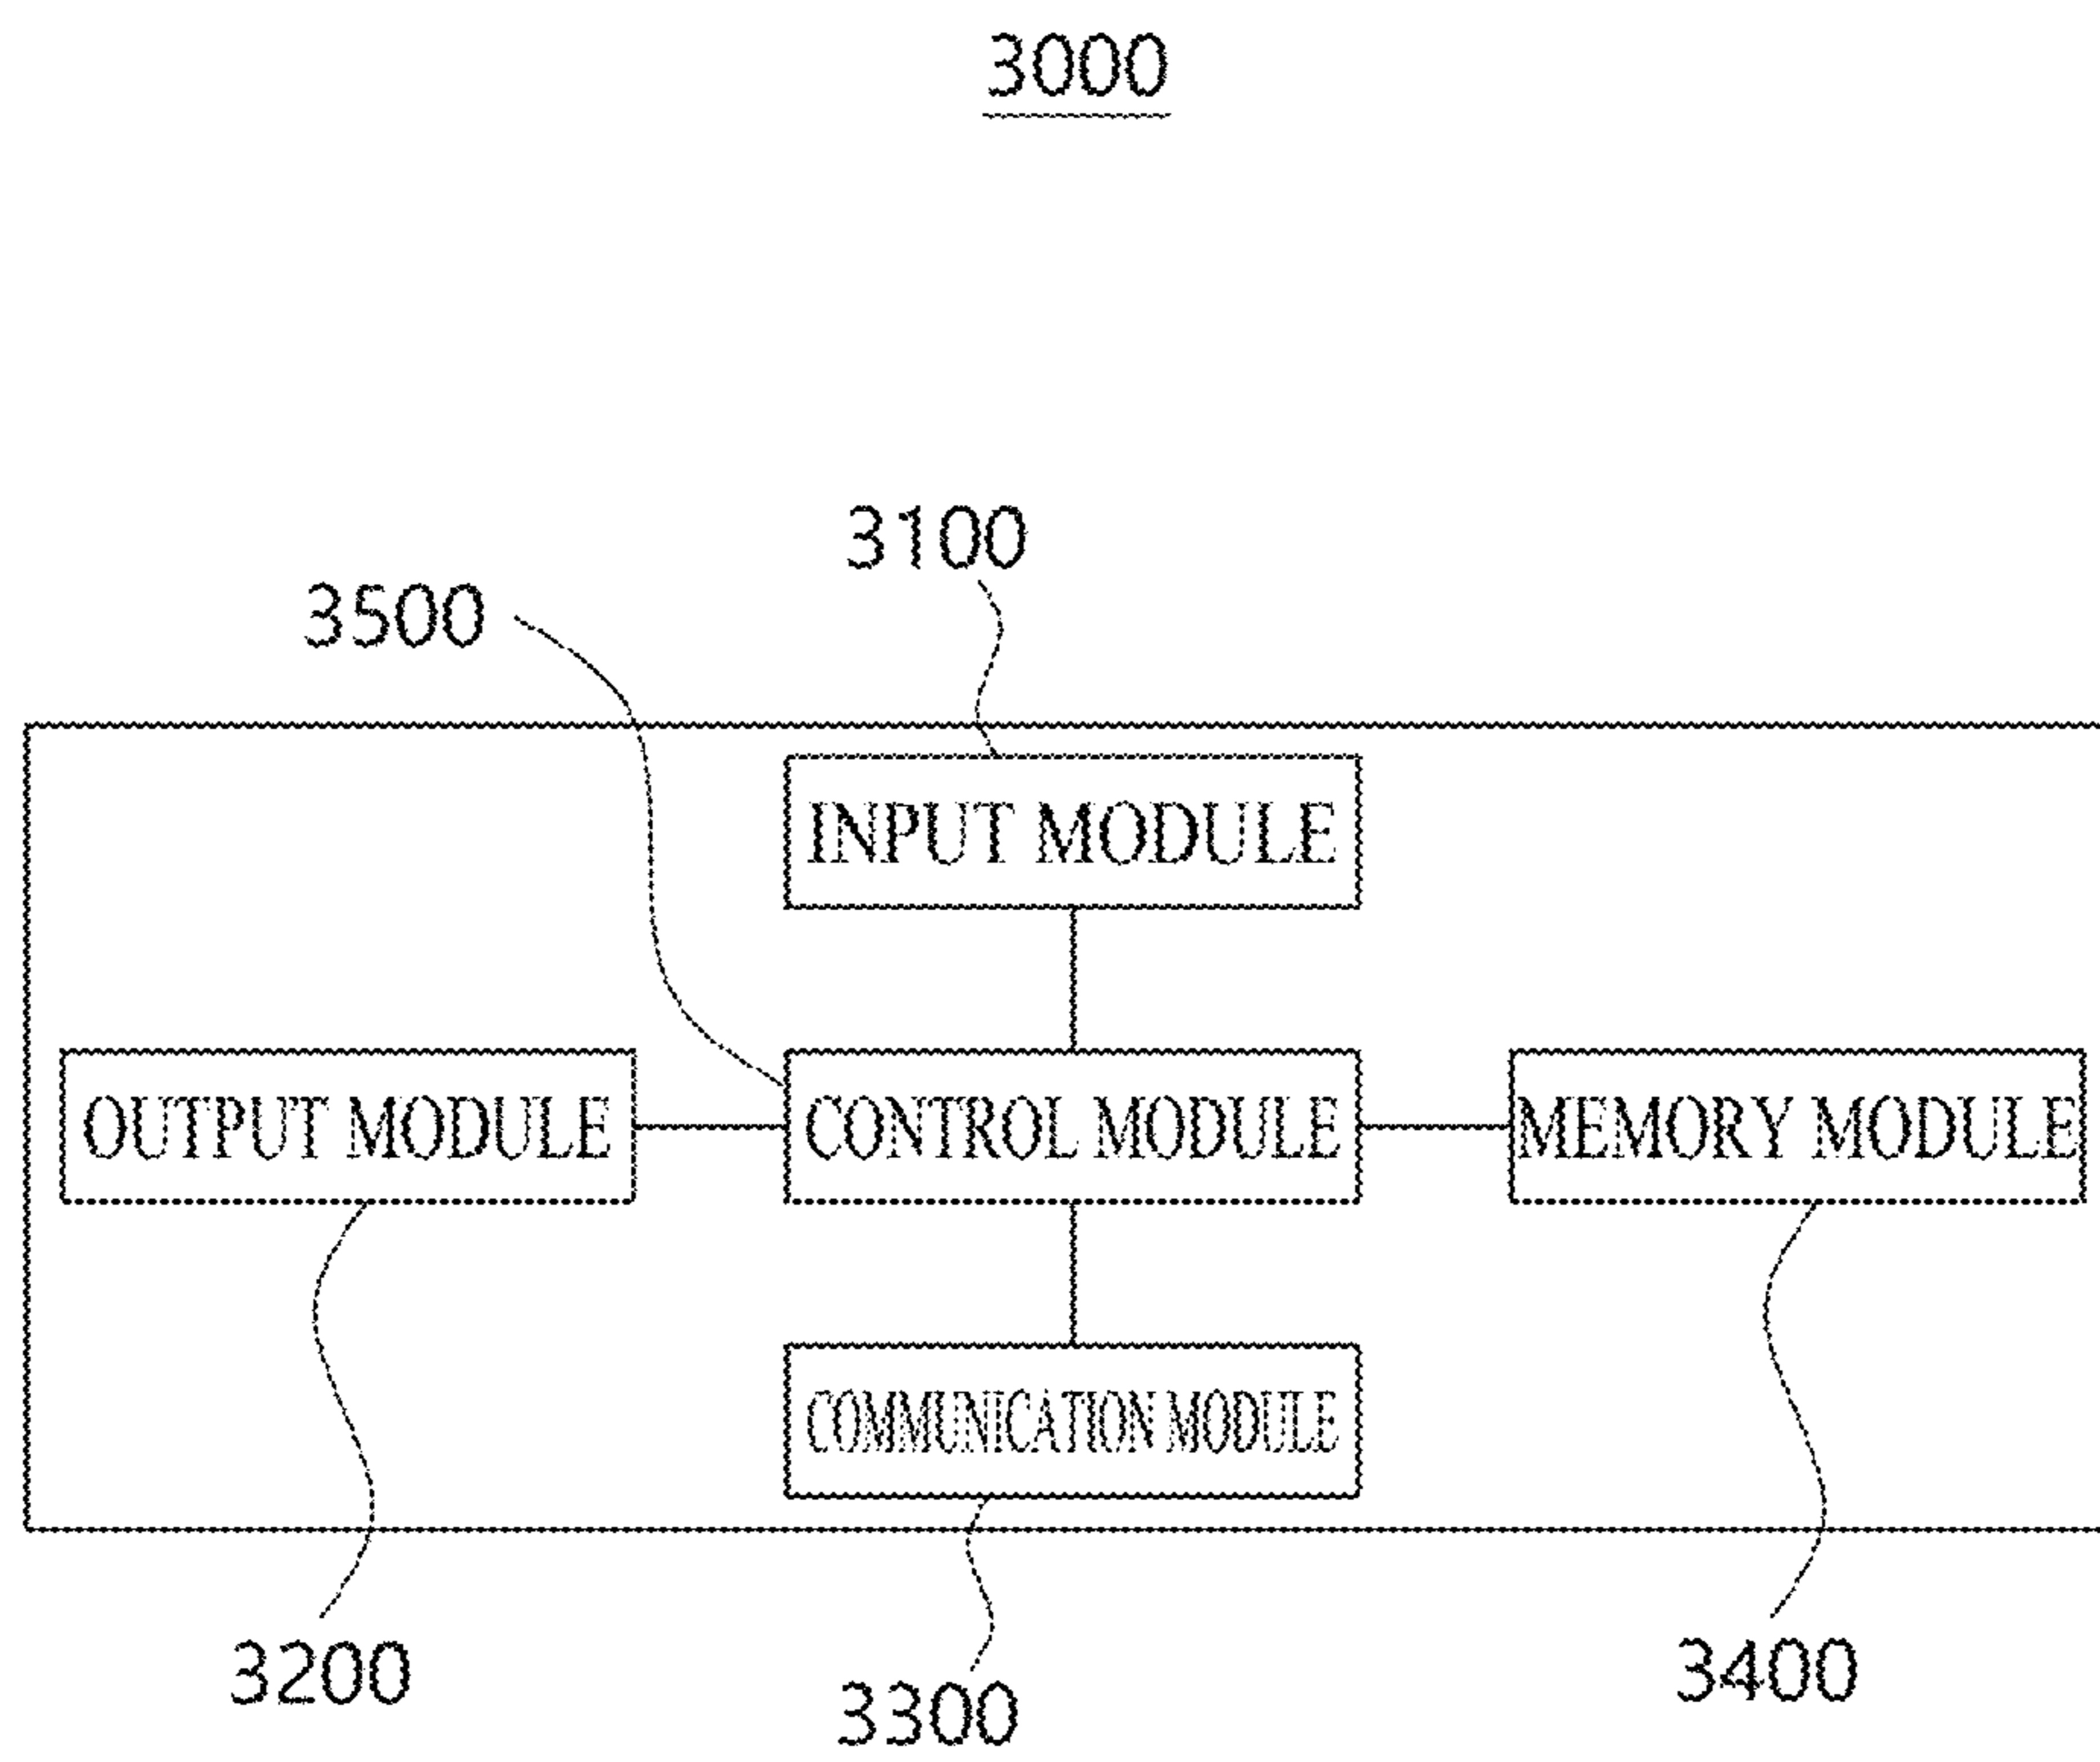 3000
3100
3500
INPUT MODULE
OUTPUT MODULE
CONTROL MODULE
MEMORY MODULE
COMMUNICATION MODULE
3200
3300
3400